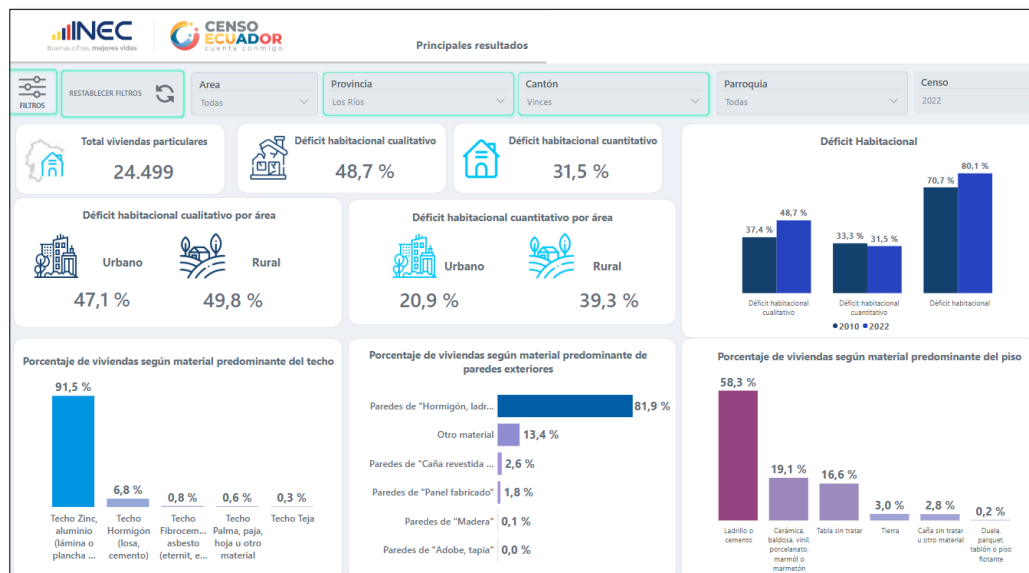 INEC
Buenas cifras, mejores vidas
CENSO
ECUADOR
cuenta conmigo
Principales resultados
FILTROS
RESTABLECER FILTROS
Area
Todas
Provincia
Los Ríos
Cantón
Vinces
Parroquia
Todas
Censo
2022
Total viviendas particulares
24.499
Déficit habitacional cualitativo
48,7 %
Déficit habitacional cuantitativo
31,5 %
Déficit Habitacional
37,4 %
48,7 %
33,3 %
31,5 %
70,7 %
80,1 %
Déficit habitacional
cualitativo
Déficit habitacional
cuantitativo
Déficit habitacional
2010 2022
Déficit habitacional cualitativo por área
Urbano
47,1 %
Rural
49,8 %
Déficit habitacional cuantitativo por área
Urbano
20,9 %
Rural
39,3 %
Porcentaje de viviendas según material predominante del techo
91,5 %
6,8 %
0,8 %
0,6 %
0,3 %
Techo Zinc,
aluminio
(lámina o
plancha ...
Techo
Hormigón
(losa,
cemento)
Techo
Fibrocem...
asbesto
(eternit, e...
Techo
Palma, paja,
hoja u otro
material
Techo Teja
Porcentaje de viviendas según material predominante de
paredes exteriores
Paredes de "Hormigón, ladr...
81,9 %
Otro material
13,4 %
Paredes de "Caña revestida ...
2,6 %
Paredes de "Panel fabricado"
1,8 %
Paredes de "Madera"
0,1 %
Paredes de "Adobe, tapia"
0,0 %
Porcentaje de viviendas según material predominante del piso
58,3 %
19,1 %
16,6 %
3,0 %
2,8 %
0,2 %
Ladrillo o
cemento
Cerámica,
baldosa, vinil,
porcelanato,
marmól o
marmetón
Tabla sin tratar
Tierra
Caña sin tratar
u otro material
Duela,
parquet,
tablón o piso
flotante